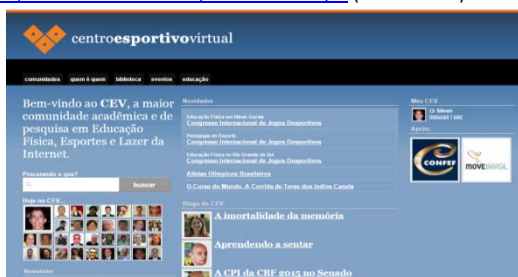 centroesportivovirtual
comunidades quem é quem biblioteca eventos educação
Bem-vindo ao CEV, a maior
comunidade acadêmica e de
pesquisa em Educação
Física, Esportes e Lazer da
Internet.
Procurando o que?
buscar
Hoje no CEV...
Newsletter
Novidades
Educação Física em Minas Gerais
Congresso Internacional de Jogos Desportivos
Pedagogia do Esporte
Congresso Internacional de Jogos Desportivos
Educação Física no Rio Grande do Sul
Congresso Internacional de Jogos Desportivos
Atletas Olímpicos Brasileiros
O Curso do Mundo. A Corrida de Toras dos Índios Canela
Blogs do CEV
A imortalidade da memória
Aprendendo a sentar
A CPI da CBF 2015 no Senado
Meu CEV
Apoio
CONFEF
MOVEBRASIL